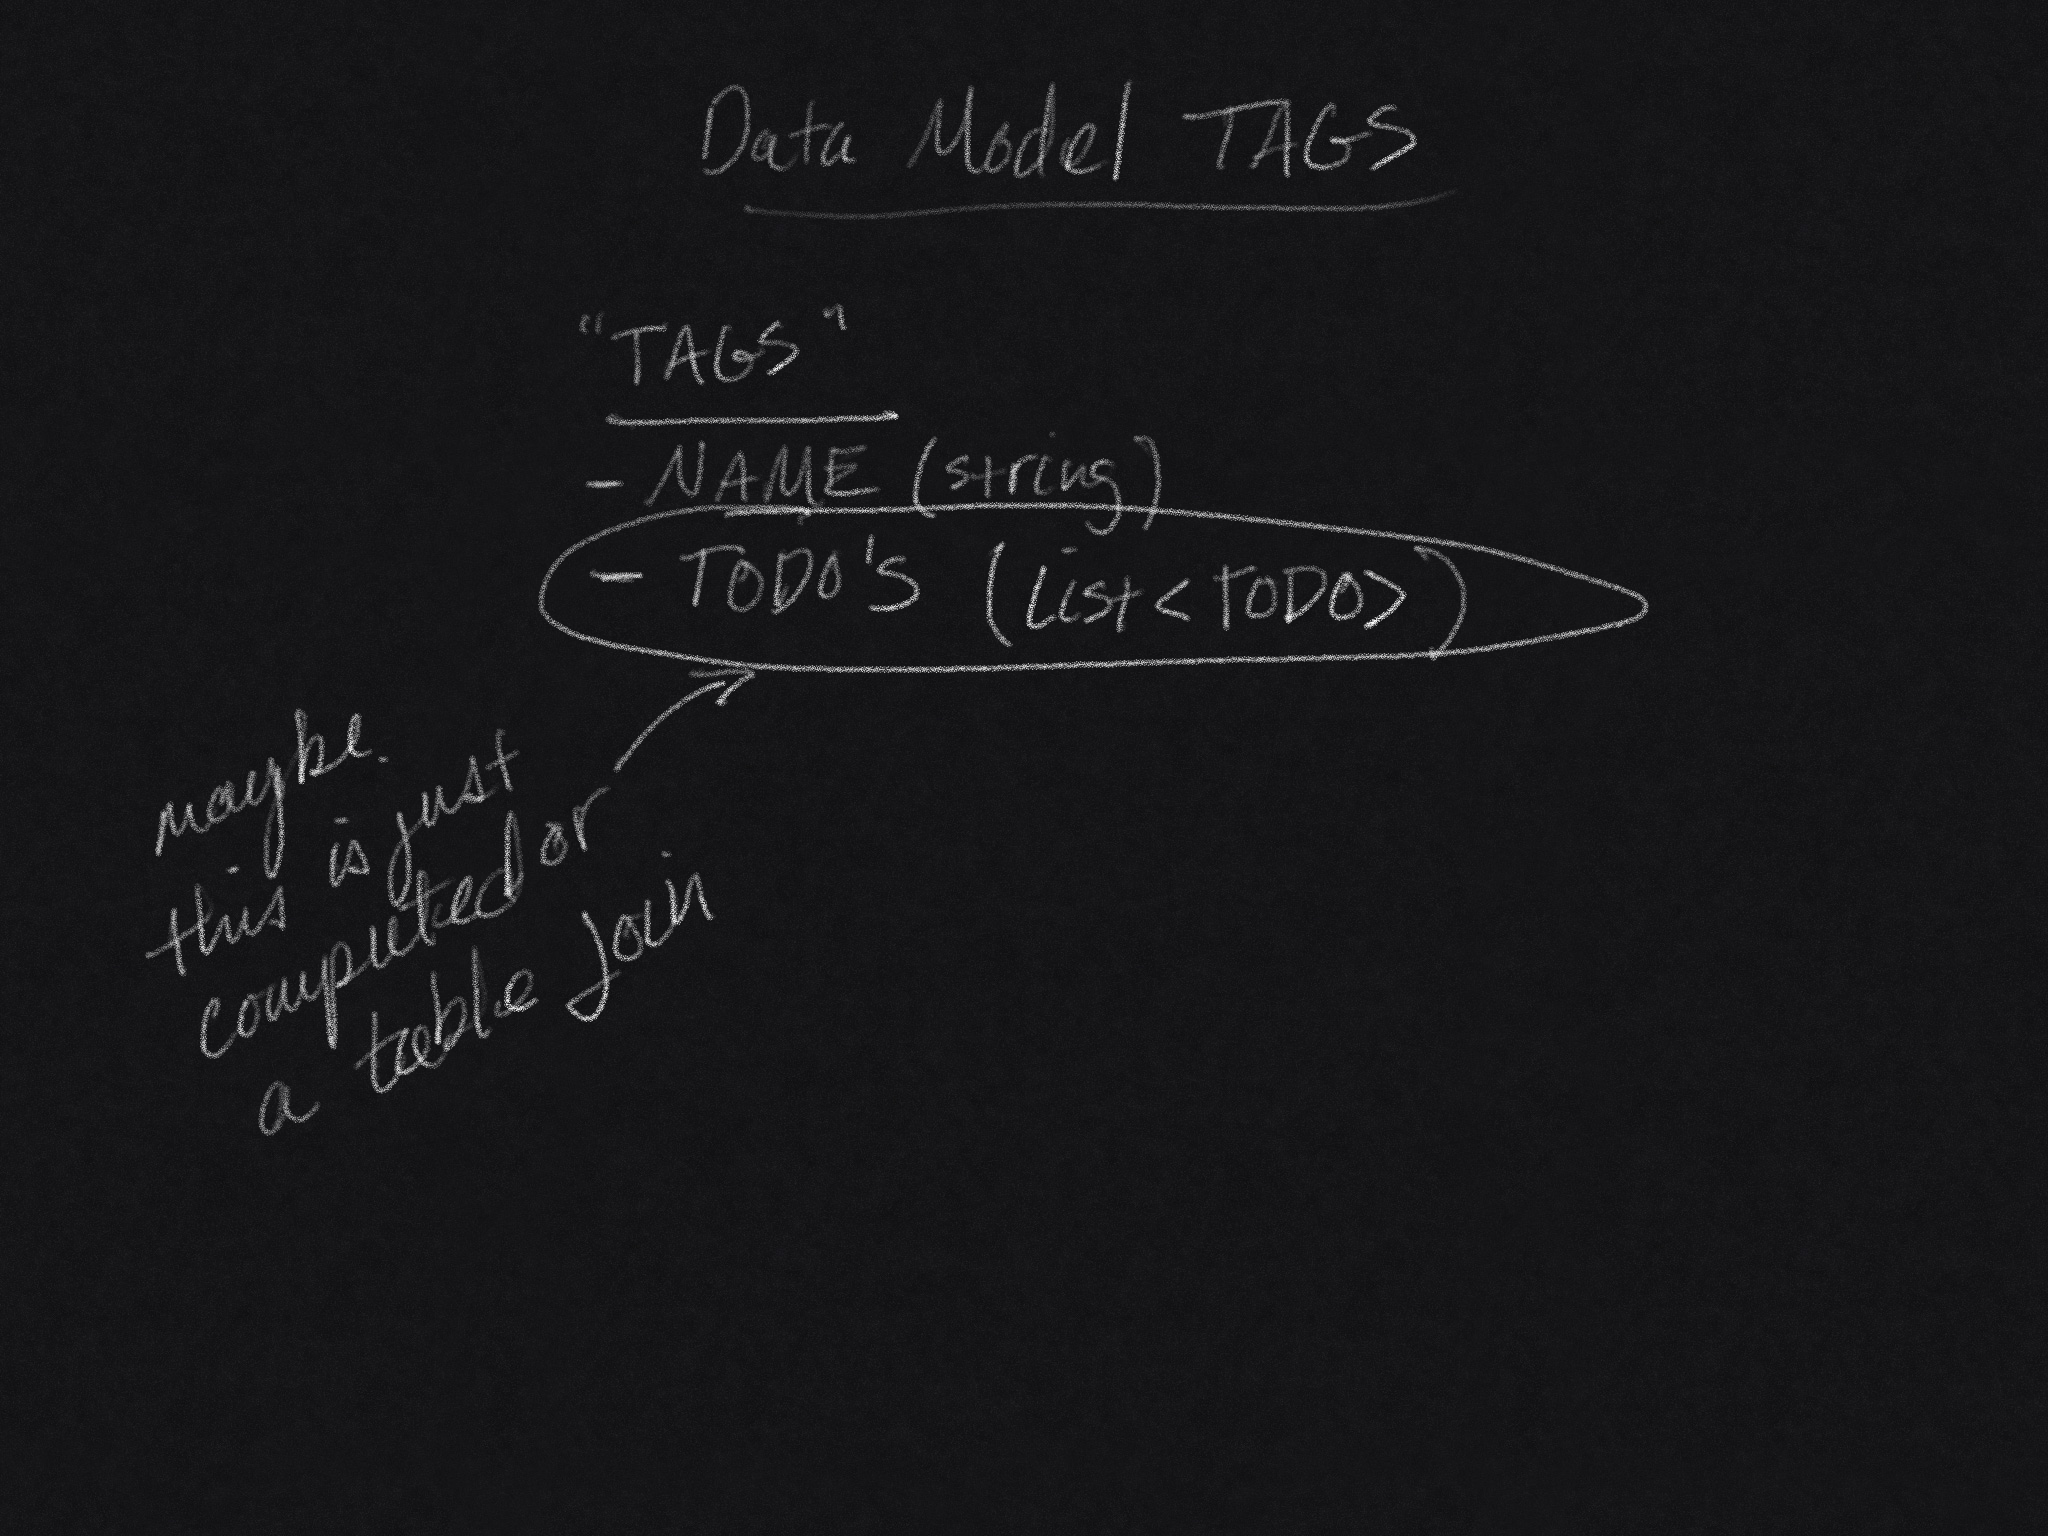 Data Model TAGS
"TAGS"
- NAME (string)
- TODO'S (List<TODO>)
maybe.
this is just
computed or
a table Join